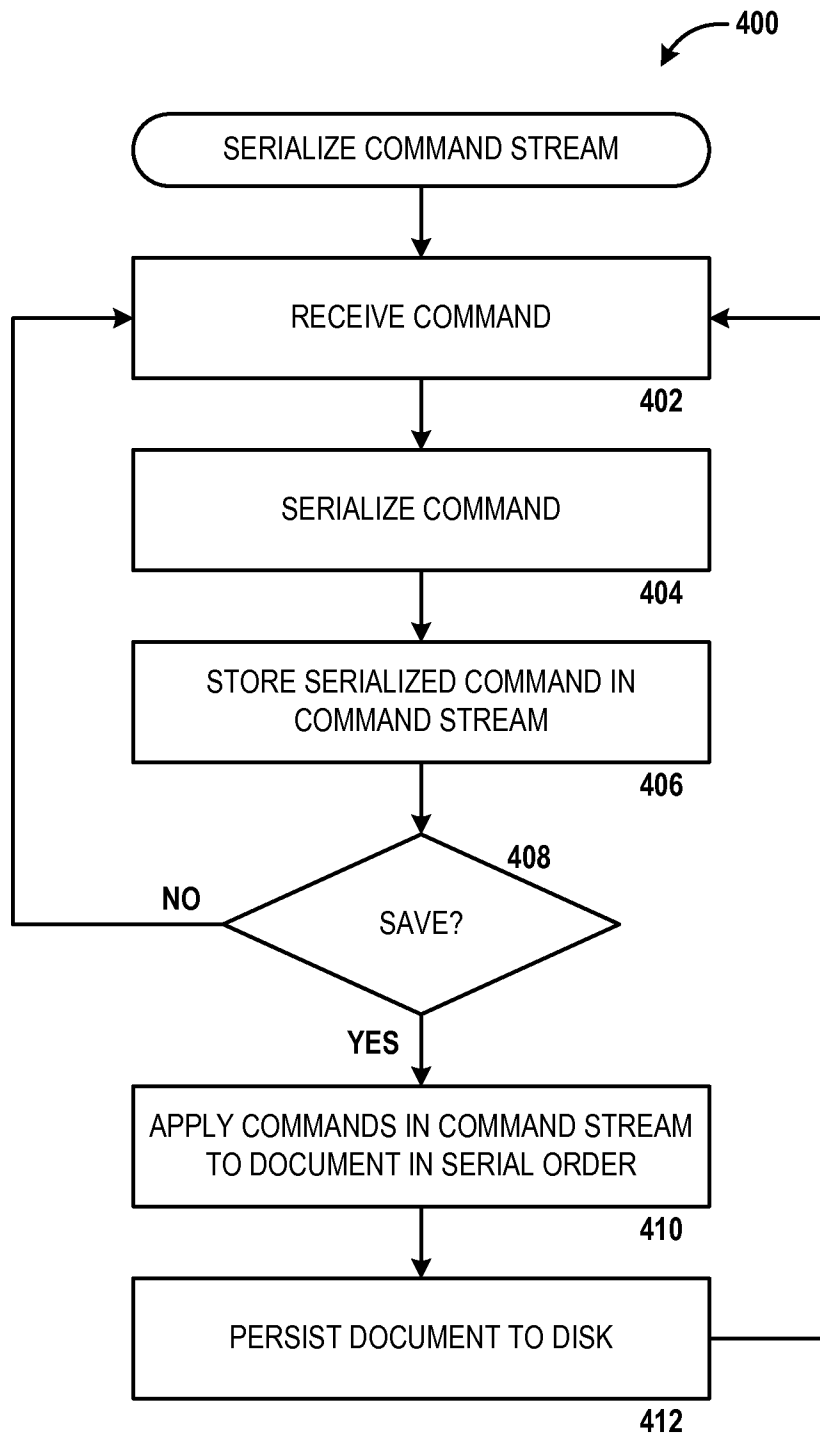 400
SERIALIZE COMMAND STREAM
RECEIVE COMMAND
402
SERIALIZE COMMAND
404
STORE SERIALIZED COMMAND IN
COMMAND STREAM
406
408
NO
SAVE?
YES
APPLY COMMANDS IN COMMAND STREAM
TO DOCUMENT IN SERIAL ORDER
410
PERSIST DOCUMENT TO DISK
412